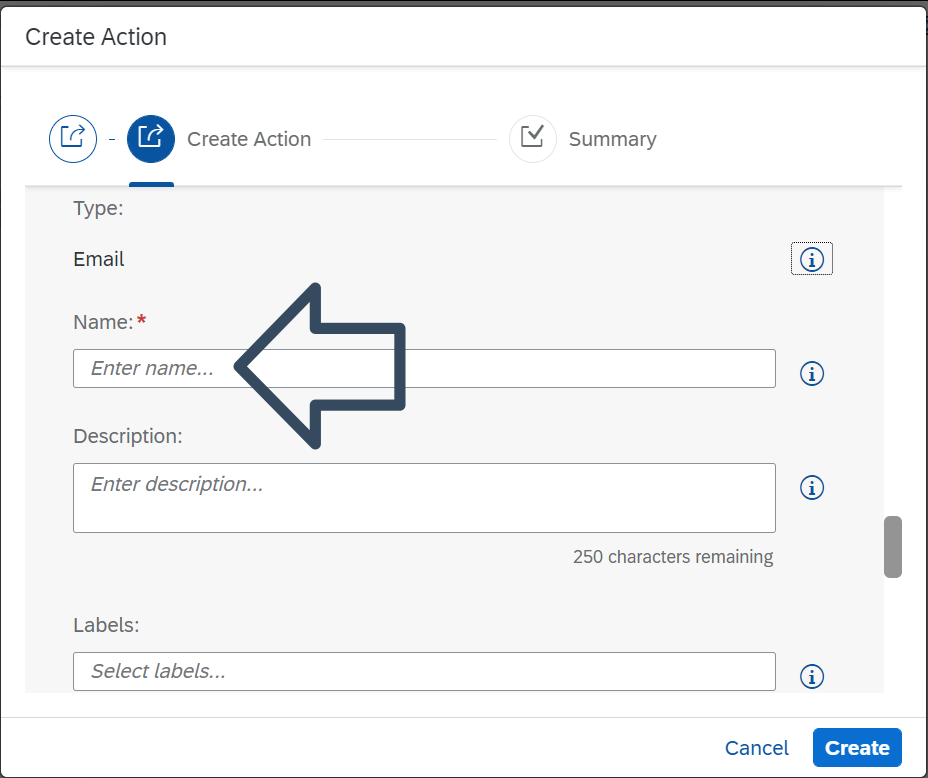 Create Action
Create Action
Summary
Type:
Email
Name:*
Enter name...
Description:
Enter description...
250 characters remaining
Labels:
Select labels...
Cancel
Create